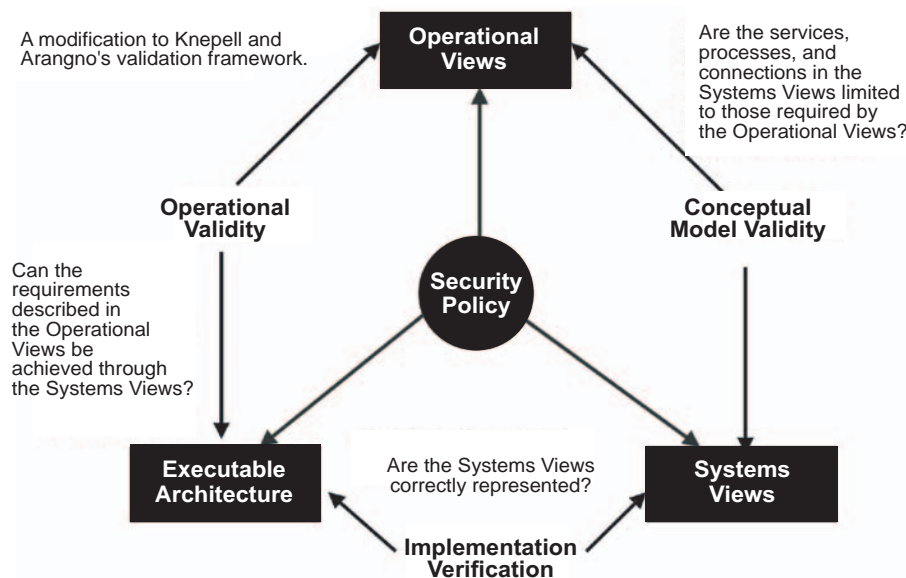 A modification to Knepell and
Arangno's validation framework.
Operational
Views
Are the services,
processes, and
connections in the
Systems Views limited
to those required by
the Operational Views?
Operational
Validity
Conceptual
Model Validity
Can the
requirements
described in
the Operational
Views be
achieved through
the Systems Views?
Security
Policy
Executable
Architecture
Are the Systems Views
correctly represented?
Systems
Views
Implementation
Verification